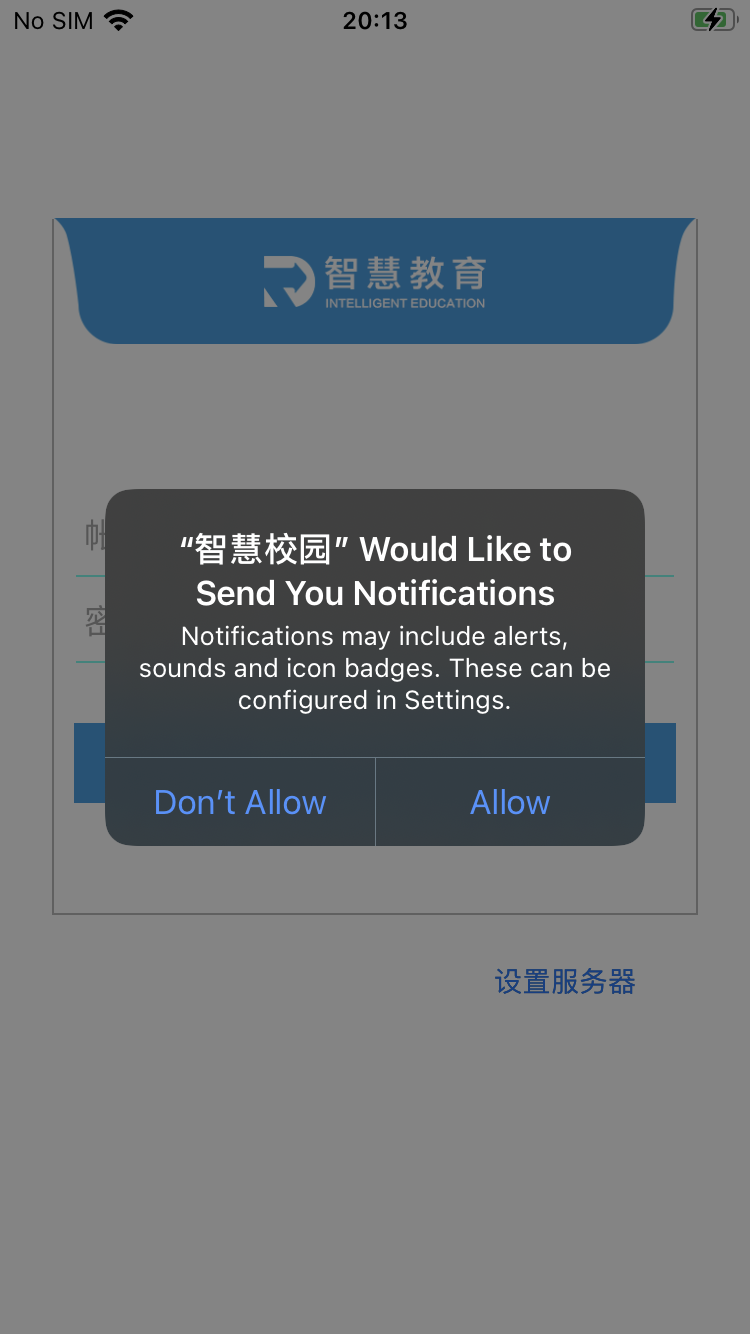 No SIM
20:13
智慧教育
INTELLIGENT EDUCATION
帐
密
“智慧校园” Would Like to
Send You Notifications
Notifications may include alerts,
sounds and icon badges. These can be
configured in Settings.
Don’t Allow
Allow
设置服务器